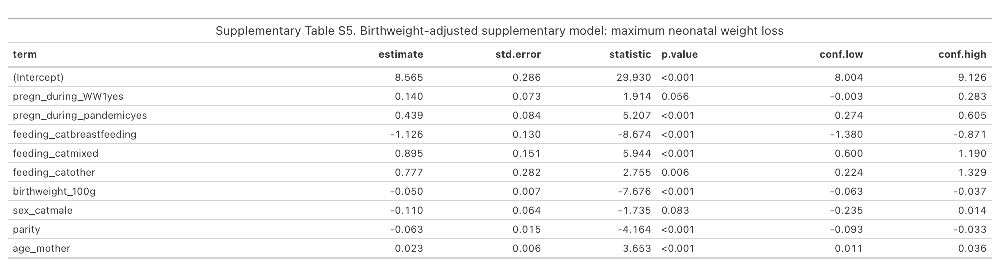 Supplementary Table S5. Birthweight-adjusted supplementary model: maximum neonatal weight loss
term estimate std.error statistic p.value conf.low conf.high
(Intercept) 8.565 0.286 29.930 <0.001 8.004 9.126
pregn_during_WW1yes 0.140 0.073 1.914 0.056 -0.003 0.283
pregn_during_pandemicyes 0.439 0.084 5.207 <0.001 0.274 0.605
feeding_catbreastfeeding -1.126 0.130 -8.674 <0.001 -1.380 -0.871
feeding_catmixed 0.895 0.151 5.944 <0.001 0.600 1.190
feeding_catother 0.777 0.282 2.755 0.006 0.224 1.329
birthweight_100g -0.050 0.007 -7.676 <0.001 -0.063 -0.037
sex_catmale -0.110 0.064 -1.735 0.083 -0.235 0.014
parity -0.063 0.015 -4.164 <0.001 -0.093 -0.033
age_mother 0.023 0.006 3.653 <0.001 0.011 0.036